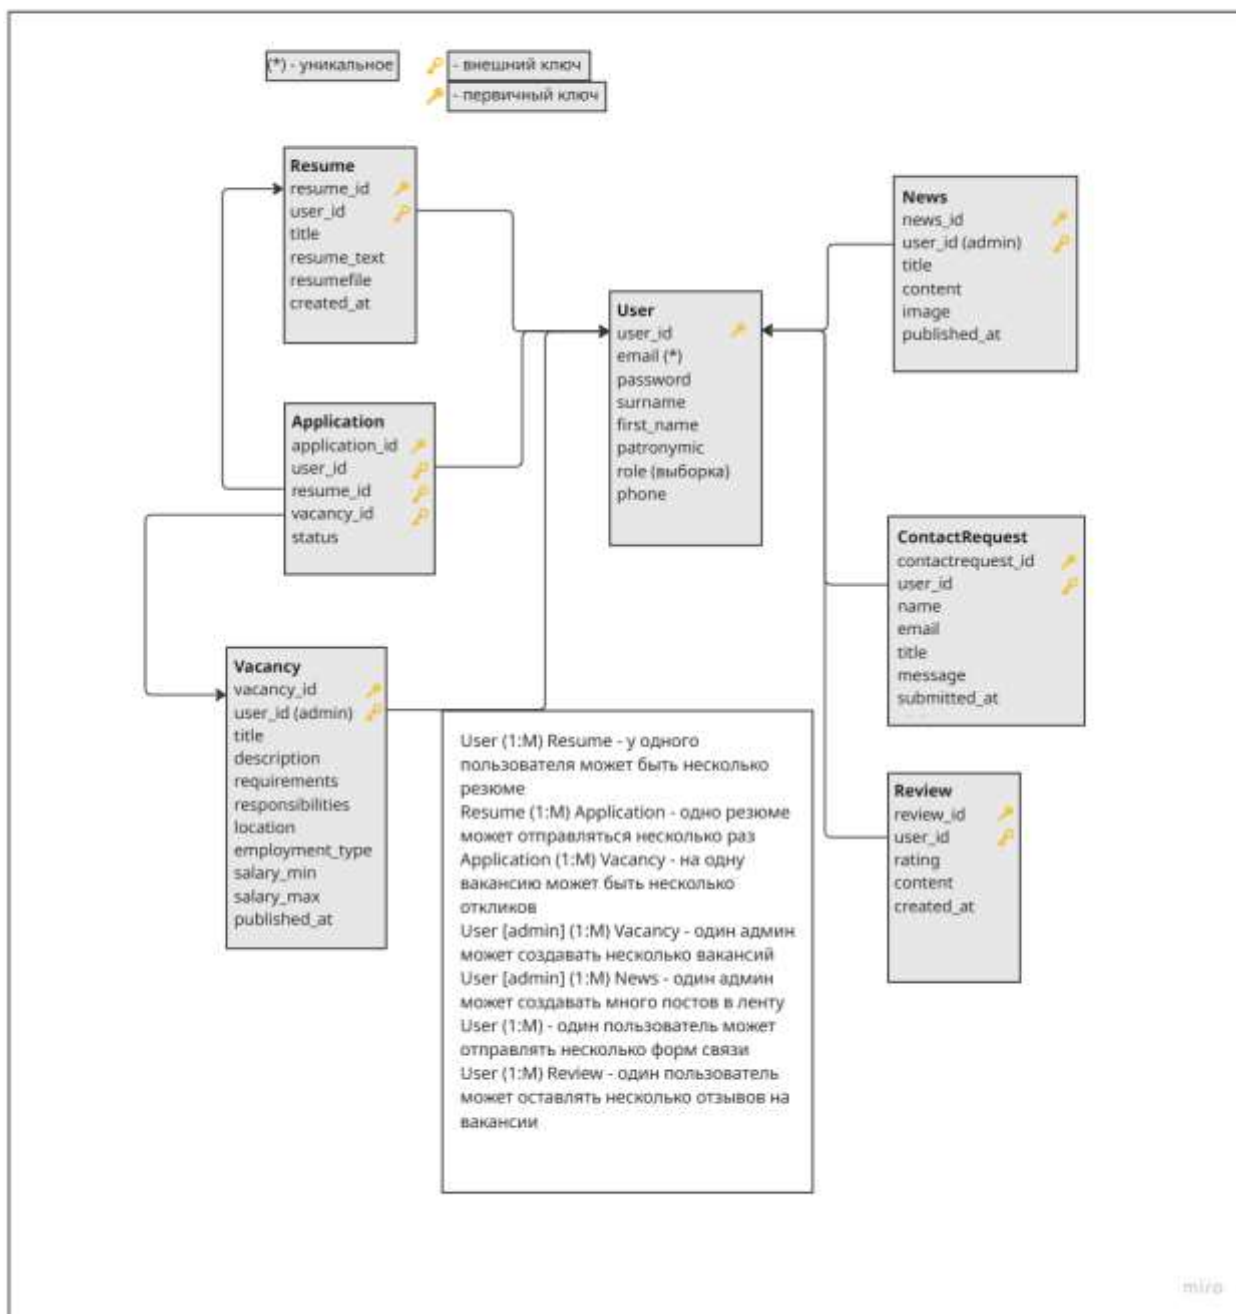 (*) - уникальное
- внешний ключ
- первичный ключ
Resume
resume_id
user_id
title
resume_text
resumefile
created_at
Application
application_id
user_id
resume_id
vacancy_id
status
Vacancy
vacancy_id
user_id (admin)
title
description
requirements
responsibilities
location
employment_type
salary_min
salary_max
published_at
User
user_id
email (*)
password
surname
first_name
patronymic
role (выборка)
phone
News
news_id
user_id (admin)
title
content
image
published_at
ContactRequest
contactrequest_id
user_id
name
email
title
message
submitted_at
Review
review_id
user_id
rating
content
created_at
User (1:M) Resume - у одного
пользователя может быть несколько
резюме
Resume (1:M) Application - одно резюме
может отправляться несколько раз
Application (1:M) Vacancy - на одну
вакансию может быть несколько
откликов
User [admin] (1:M) Vacancy - один админ
может создавать несколько вакансий
User [admin] (1:M) News - один админ
может создавать много постов в ленту
User (1:M) - один пользователь может
отправлять несколько форм связи
User (1:M) Review - один пользователь
может оставлять несколько отзывов на
вакансии
miro